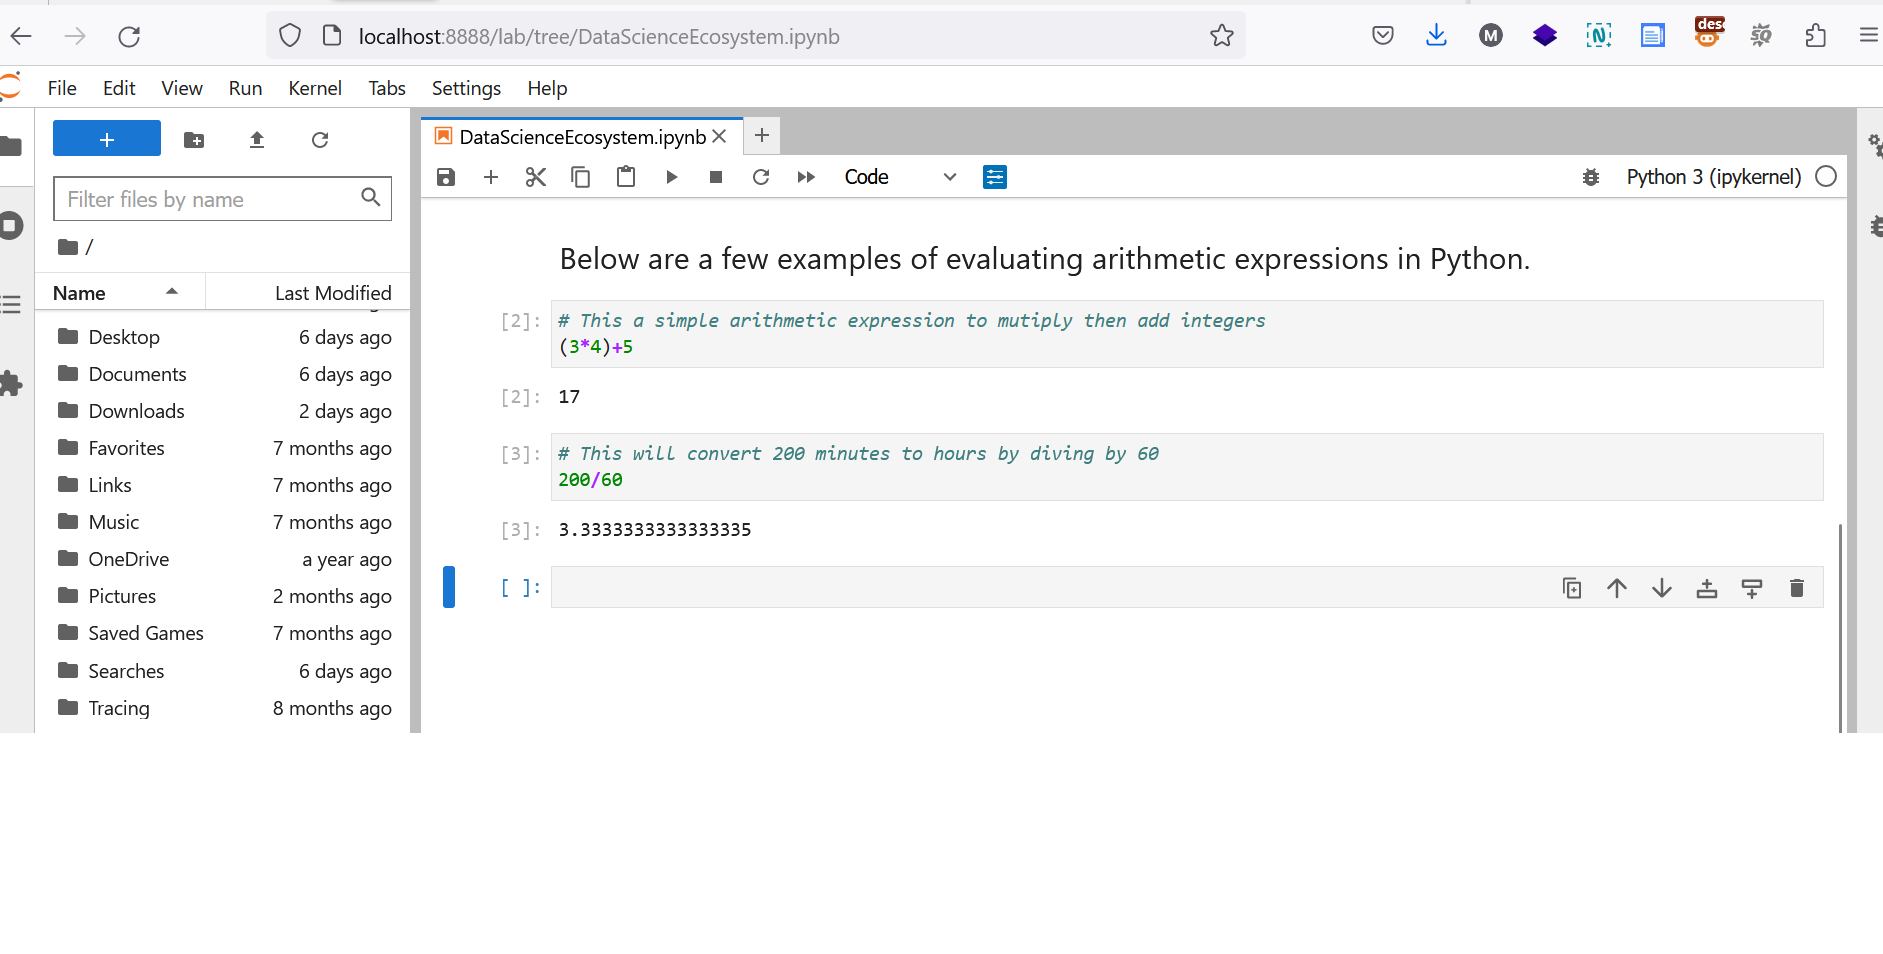 localhost:8888/lab/tree/DataScienceEcosystem.ipynb
M
N
desc
SQ
File Edit View Run Kernel Tabs Settings Help
DataScienceEcosystem.ipynb
Code
Python 3 (ipykernel)
Filter files by name
/
Name Last Modified
Desktop 6 days ago
Documents 6 days ago
Downloads 2 days ago
Favorites 7 months ago
Links 7 months ago
Music 7 months ago
OneDrive a year ago
Pictures 2 months ago
Saved Games 7 months ago
Searches 6 days ago
Tracing 8 months ago
Below are a few examples of evaluating arithmetic expressions in Python.
[2]: # This a simple arithmetic expression to mutiply then add integers
(3*4)+5
[2]: 17
[3]: # This will convert 200 minutes to hours by diving by 60
200/60
[3]: 3.3333333333333335
[ ]: